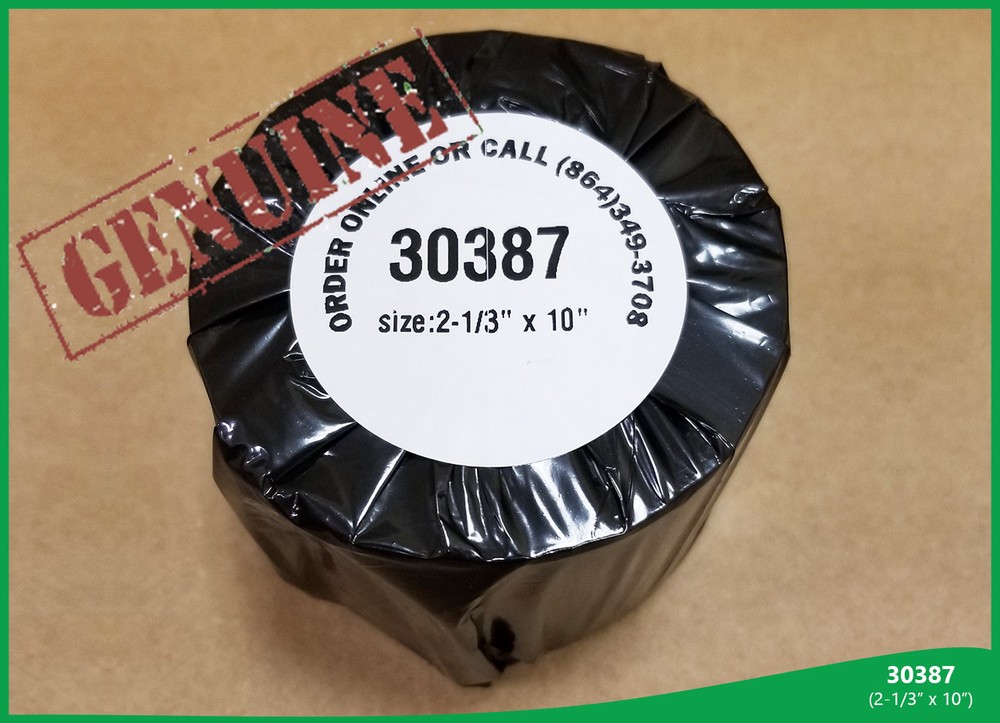 GENUINE
ORDER ONLINE OR CALL (864)349-3708
30387
size:2-1/3" x 10"
30387
(2-1/3” x 10”)